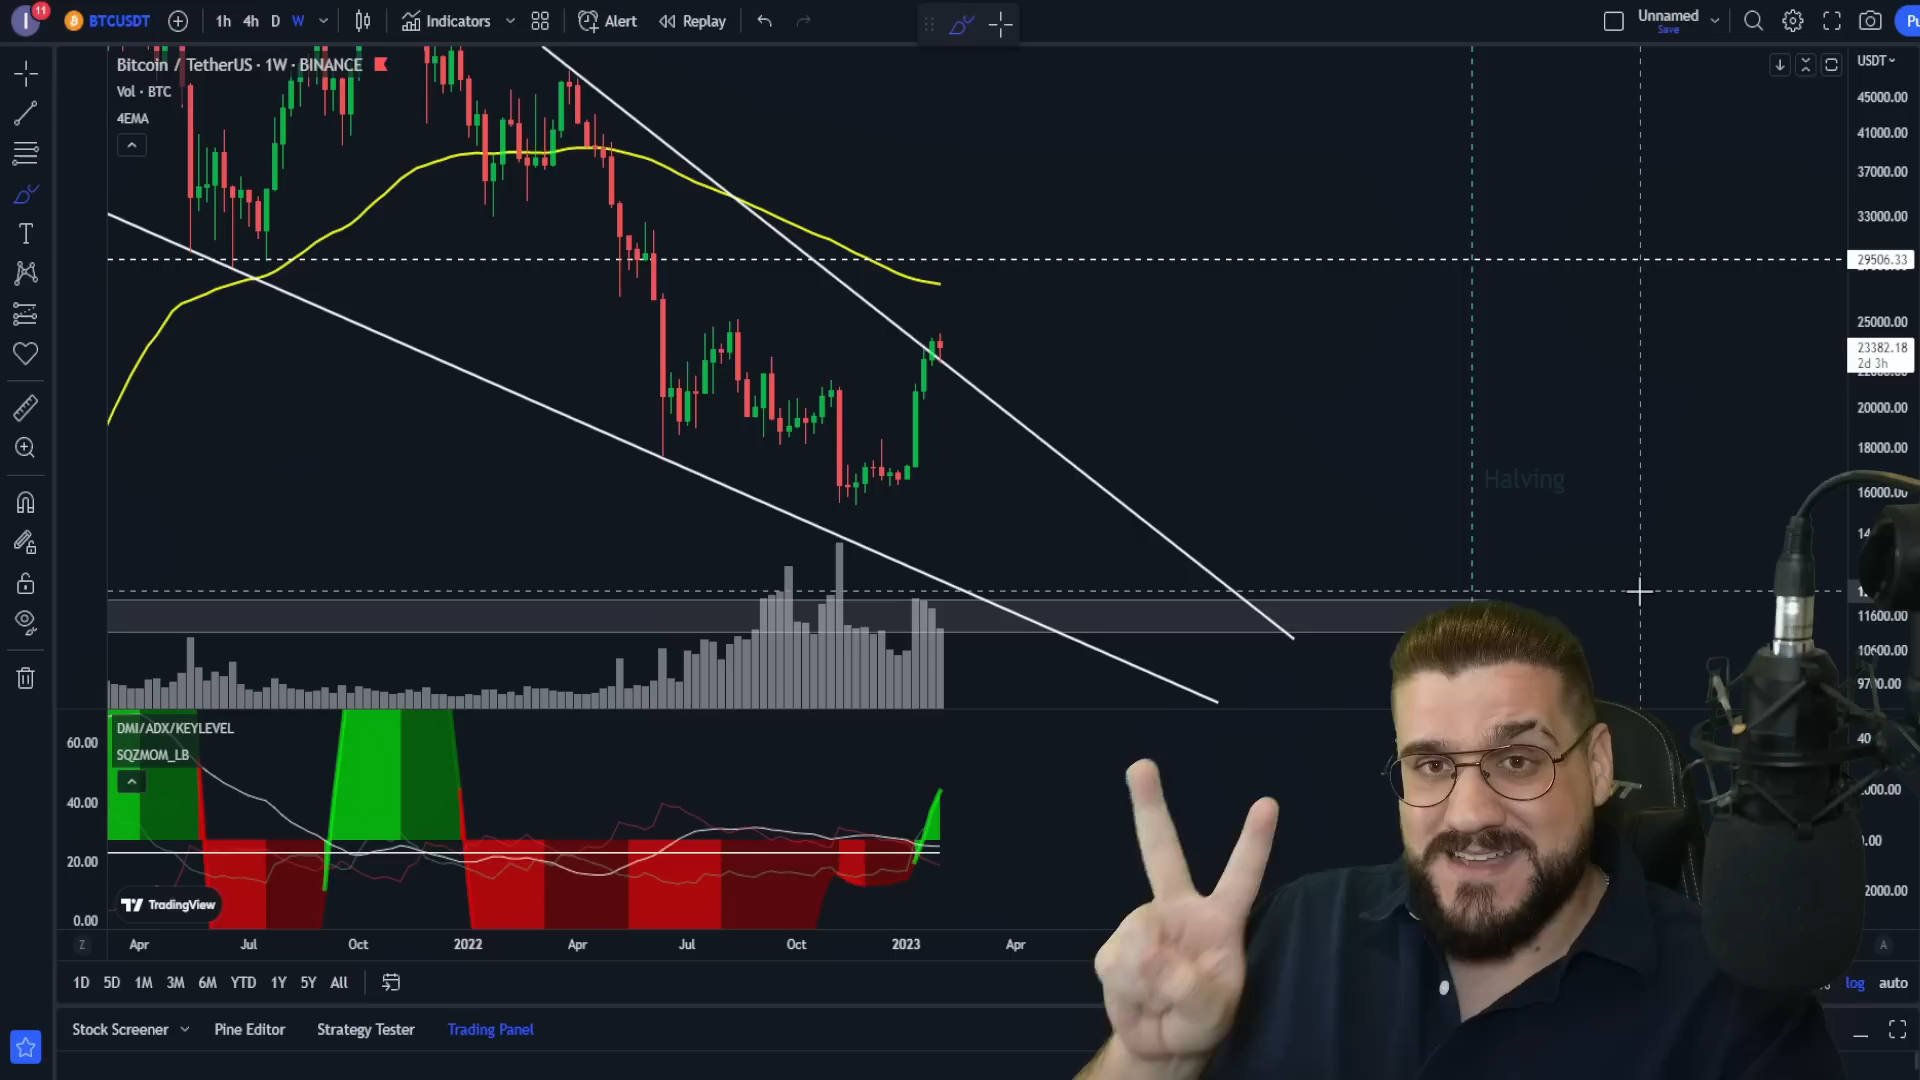 I
11
BTCUSDT
1h 4h D W
Indicators
Alert
Replay
Unnamed
Save
Pu
Bitcoin / TetherUS · 1W · BINANCE
Vol · BTC
4EMA
USDT
45000.00
41000.00
37000.00
33000.00
29506.33
25000.00
23382.18
2d 3h
20000.00
18000.00
16000.00
11600.00
10600.00
9700.00
Halving
DMI/ADX/KEYLEVEL
SQZMOM_LB
60.00
40.00
20.00
0.00
TradingView
Z
Apr Jul Oct 2022 Apr Jul Oct 2023 Apr
A
1D 5D 1M 3M 6M YTD 1Y 5Y All
log auto
Stock Screener Pine Editor Strategy Tester Trading Panel